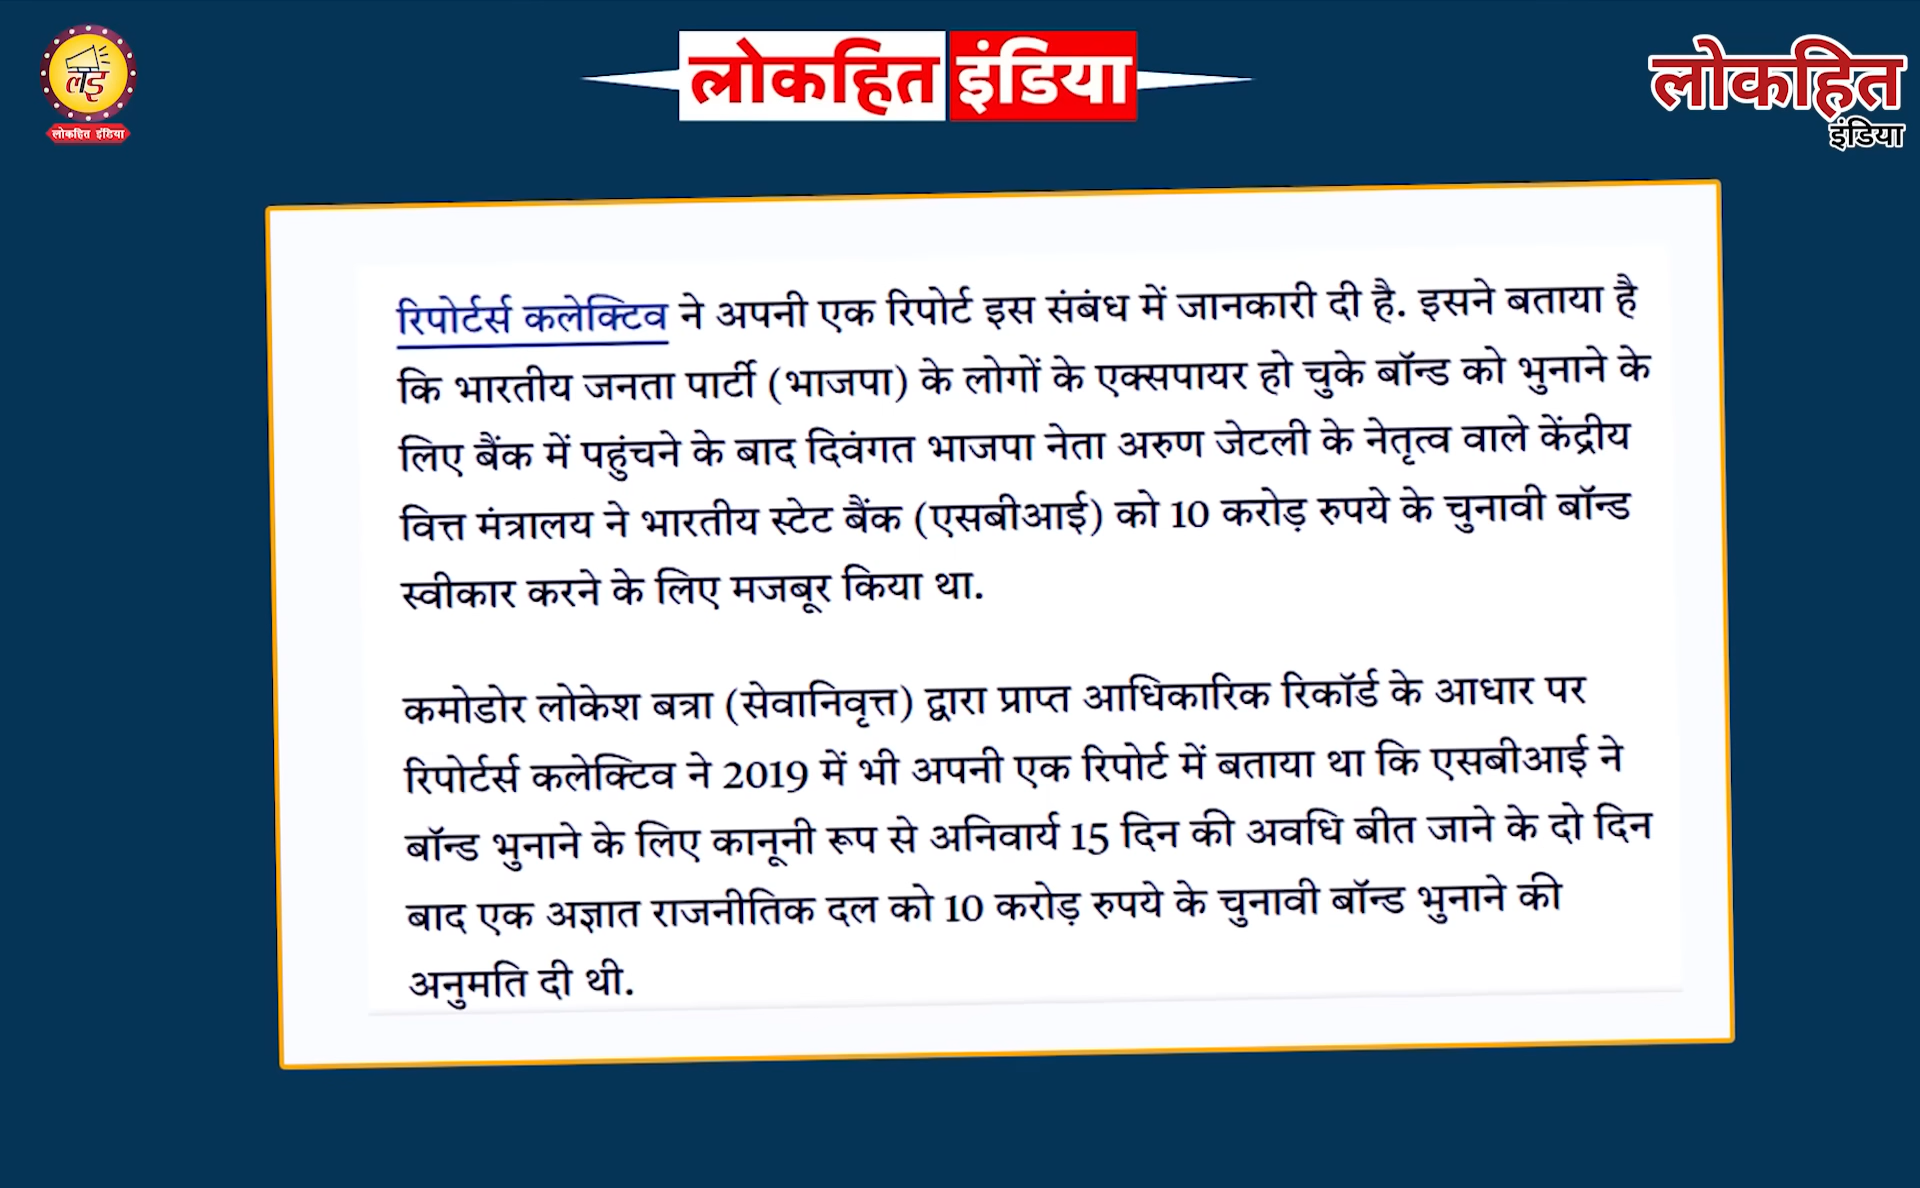 लोकहित इंडिया
लोकहित
इंडिया
लइ
लोकहित इंडिया
रिपोर्टर्स कलेक्टिव ने अपनी एक रिपोर्ट इस संबंध में जानकारी दी है. इसने बताया है
कि भारतीय जनता पार्टी (भाजपा) के लोगों के एक्सपायर हो चुके बॉन्ड को भुनाने के
लिए बैंक में पहुंचने के बाद दिवंगत भाजपा नेता अरुण जेटली के नेतृत्व वाले केंद्रीय
वित्त मंत्रालय ने भारतीय स्टेट बैंक (एसबीआई) को 10 करोड़ रुपये के चुनावी बॉन्ड
स्वीकार करने के लिए मजबूर किया था.
कमोडोर लोकेश बत्रा (सेवानिवृत्त) द्वारा प्राप्त आधिकारिक रिकॉर्ड के आधार पर
रिपोर्टर्स कलेक्टिव ने 2019 में भी अपनी एक रिपोर्ट में बताया था कि एसबीआई ने
बॉन्ड भुनाने के लिए कानूनी रूप से अनिवार्य 15 दिन की अवधि बीत जाने के दो दिन
बाद एक अज्ञात राजनीतिक दल को 10 करोड़ रुपये के चुनावी बॉन्ड भुनाने की
अनुमति दी थी.